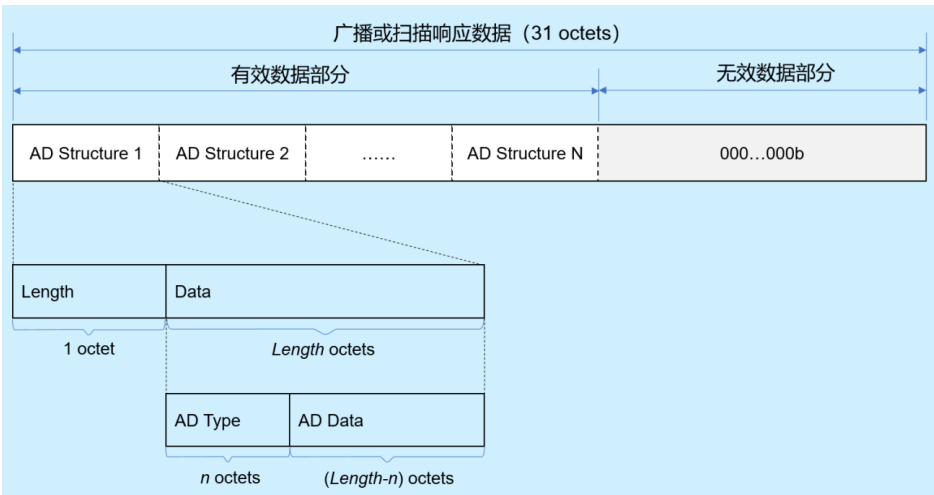 广播或扫描响应数据（31 octets）
有效数据部分
无效数据部分
AD Structure 1
AD Structure 2
……
AD Structure N
000…000b
Length
Data
1 octet
Length octets
AD Type
AD Data
n octets
(Length-n) octets